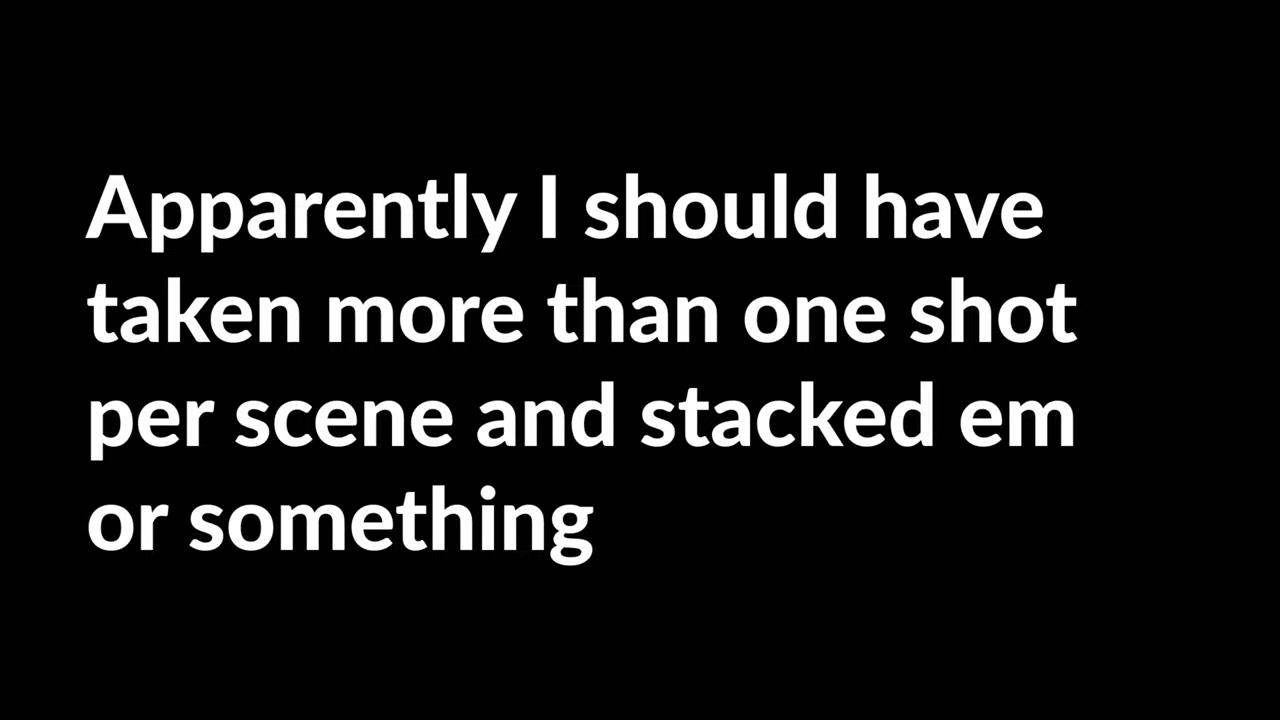 Apparently I should have
taken more than one shot
per scene and stacked em
or something